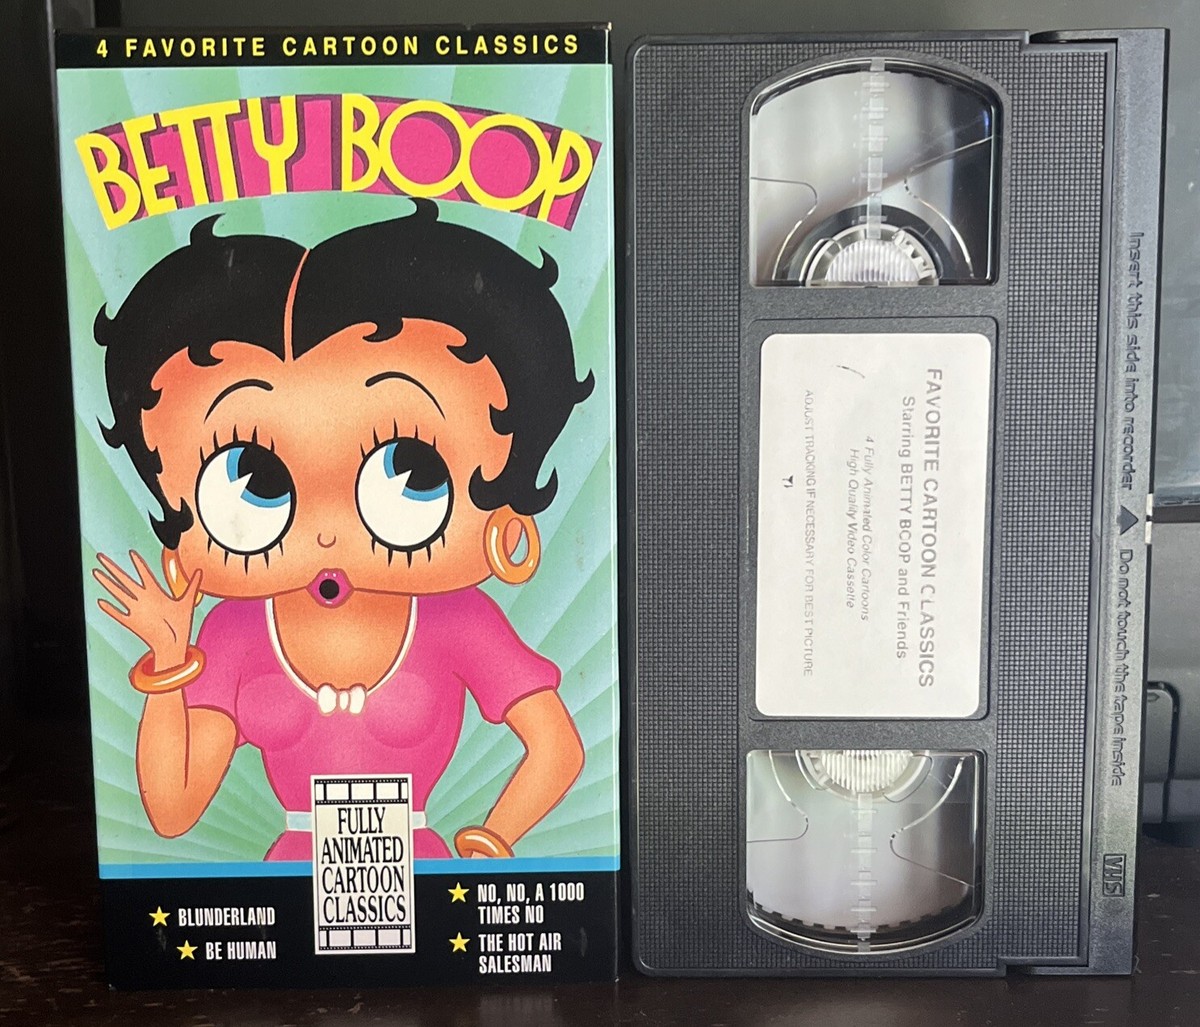 4 FAVORITE CARTOON CLASSICS
BETTY BOOP
FULLY
ANIMATED
CARTOON
CLASSICS
BLUNDERLAND
BE HUMAN
NO, NO, A 1000
TIMES NO
THE HOT AIR
SALESMAN
FAVORITE CARTOON CLASSICS
Starring BETTY BOOP and Friends
4 Fully Animated Color Cartoons
High Quality Video Cassette
ADJUST TRACKING IF NECESSARY FOR BEST PICTURE
Insert this side into recorder
Do not touch the tape inside
VHS